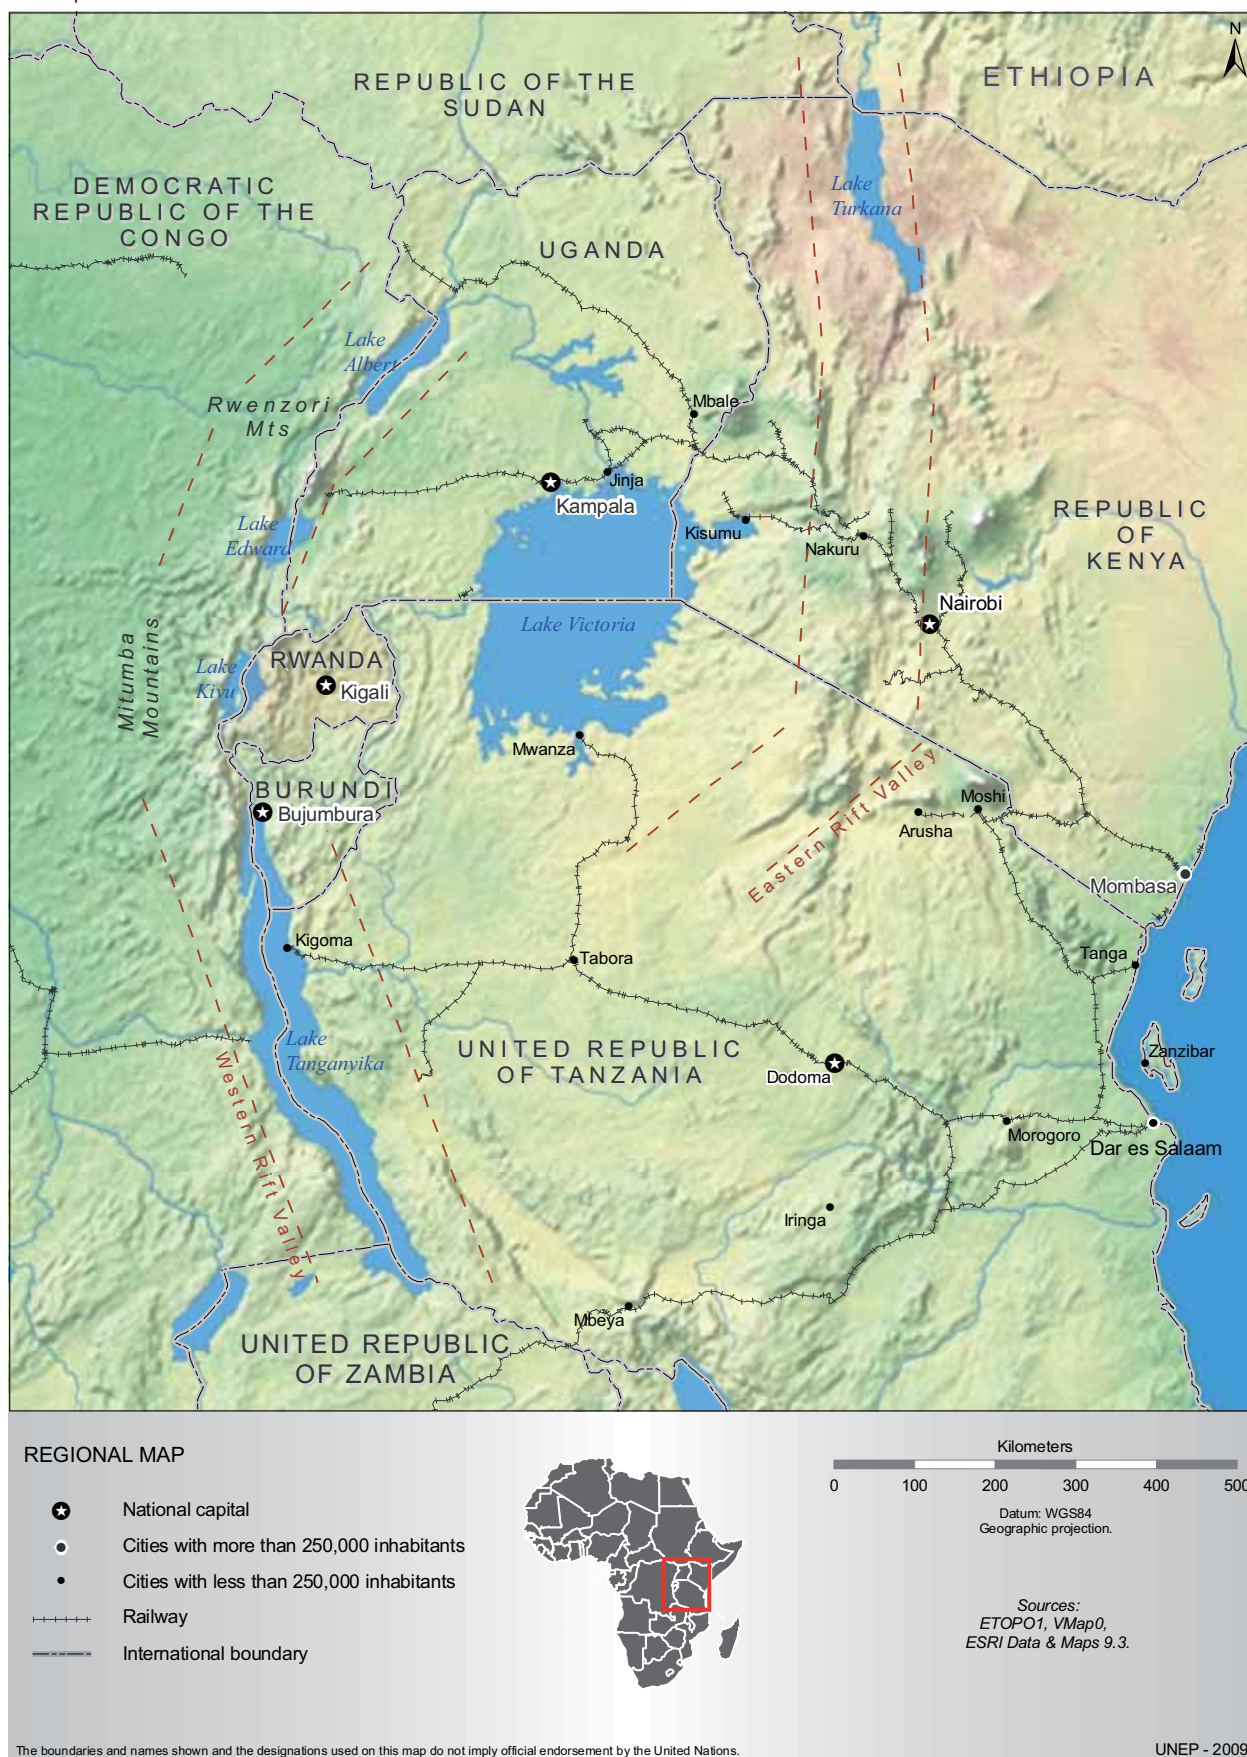 N
REPUBLIC OF THE
SUDAN
ETHIOPIA
DEMOCRATIC
REPUBLIC OF THE
CONGO
Lake
Turkana
UGANDA
Lake
Albert
Rwenzori
Mts
Mbale
Jinja
Kampala
Lake
Edward
Kisumu
Nakuru
REPUBLIC
OF
KENYA
Nairobi
Lake Victoria
Mitumba
Mountains
Lake
Kivu
RWANDA
Kigali
Mwanza
BURUNDI
Bujumbura
Eastern Rift Valley
Moshi
Arusha
Mombasa
Kigoma
Tabora
Tanga
Lake
Tanganyika
UNITED REPUBLIC
OF TANZANIA
Zanzibar
Dodoma
Western Rift Valley
Morogoro
Dar es Salaam
Iringa
Mbeya
UNITED REPUBLIC
OF ZAMBIA
REGIONAL MAP
National capital
Cities with more than 250,000 inhabitants
Cities with less than 250,000 inhabitants
Railway
International boundary
Kilometers
0 100 200 300 400 500
Datum: WGS84
Geographic projection.
Sources:
ETOPO1, VMap0,
ESRI Data & Maps 9.3.
The boundaries and names shown and the designations used on this map do not imply official endorsement by the United Nations.
UNEP - 2009